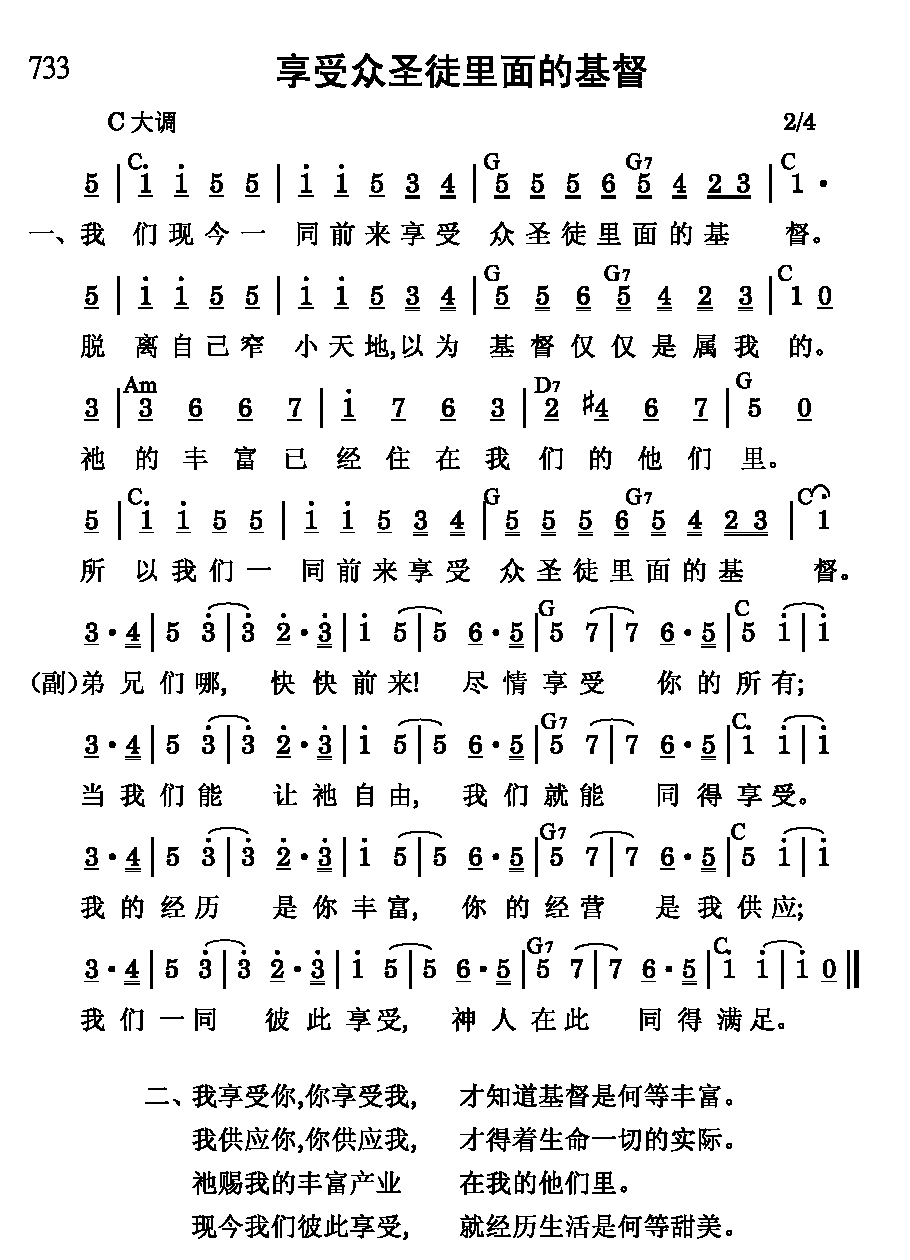 733 享受众圣徒里面的基督
C大调 2/4
C G G7 C
5 | 1 1 5 5 | 1 1 5 3 4 | 5 5 5 6 5 4 2 3 | 1 ·
一、我 们现今一 同前来享受 众圣徒里面的基 督。
G G7 C
5 | 1 1 5 5 | 1 1 5 3 4 | 5 5 6 5 4 2 3 | 1 0
脱 离自己窄 小天地,以为 基督仅仅是属我 的。
Am D7 G
3 | 3 6 6 7 | 1 7 6 3 | 2 #4 6 7 | 5 0
祂 的丰富已 经住在我 们的他们 里。
C G G7 C
5 | 1 1 5 5 | 1 1 5 3 4 | 5 5 5 6 5 4 2 3 | 1
所 以我们一 同前来享受 众圣徒里面的基 督。
G C
3 · 4 | 5 3 | 3 2 · 3 | 1 5 | 5 6 · 5 | 5 7 | 7 6 · 5 | 5 1 | 1
(副)弟兄们哪, 快快前来! 尽情享受 你的所有;
G7 C
3 · 4 | 5 3 | 3 2 · 3 | 1 5 | 5 6 · 5 | 5 7 | 7 6 · 5 | 1 1 | 1
当我们能 让祂自由, 我们就能 同得享受。
G7 C
3 · 4 | 5 3 | 3 2 · 3 | 1 5 | 5 6 · 5 | 5 7 | 7 6 · 5 | 5 1 | 1
我的经历 是你丰富, 你的经营 是我供应;
G7 C
3 · 4 | 5 3 | 3 2 · 3 | 1 5 | 5 6 · 5 | 5 7 | 7 6 · 5 | 1 1 | 1 0
我们一同 彼此享受, 神人在此 同得满足。
二、我享受你,你享受我, 才知道基督是何等丰富。
我供应你,你供应我, 才得着生命一切的实际。
祂赐我的丰富产业 在我的他们里。
现今我们彼此享受, 就经历生活是何等甜美。